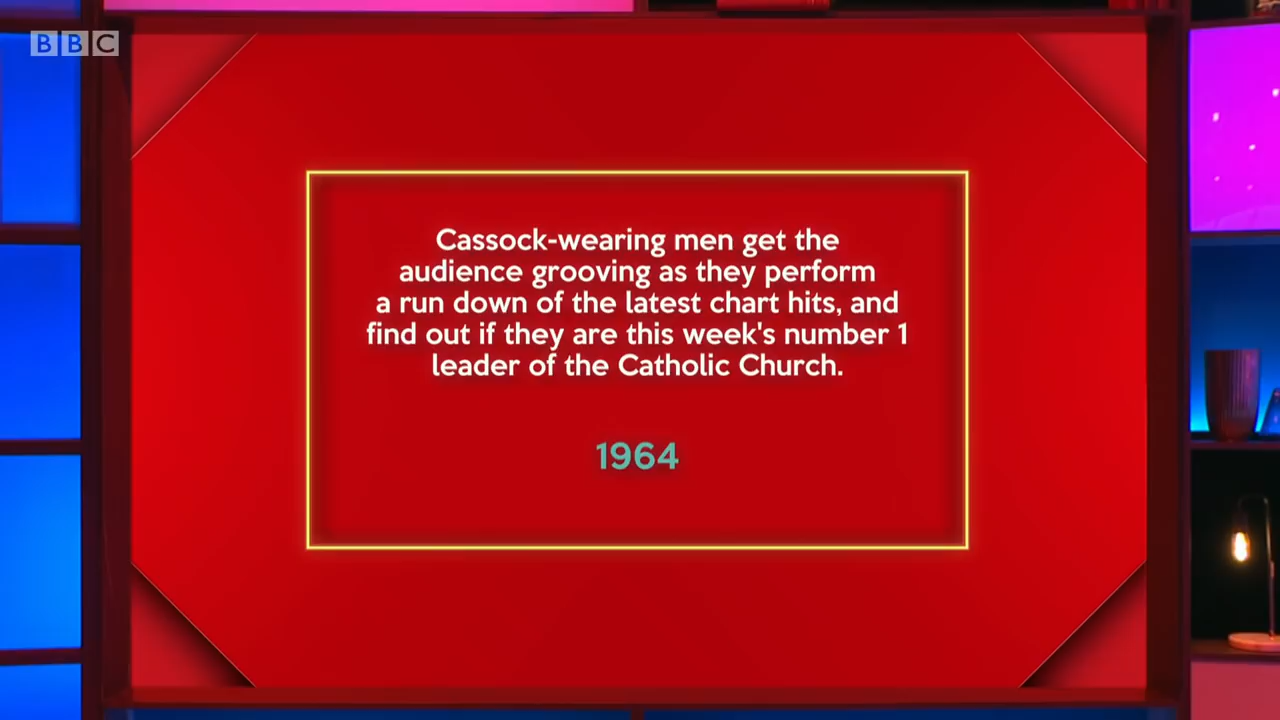 BBC
Cassock-wearing men get the
audience grooving as they perform
a run down of the latest chart hits, and
find out if they are this week's number 1
leader of the Catholic Church.
1964